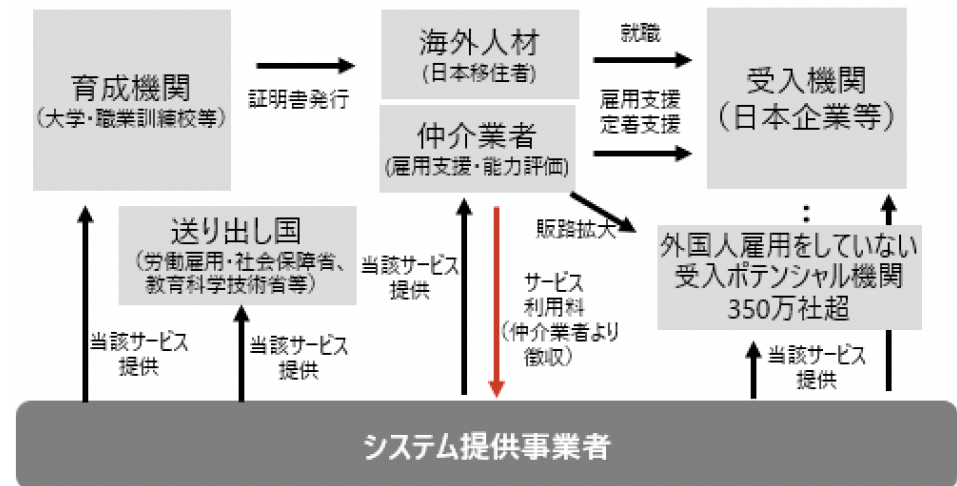 育成機関
（大学・職業訓練校等）
証明書発行
海外人材
(日本移住者)
仲介業者
(雇用支援・能力評価)
就職
雇用支援
定着支援
受入機関
（日本企業等）
送り出し国
（労働雇用・社会保障省、
教育科学技術省等）
販路拡大
：
外国人雇用をしていない
受入ポテンシャル機関
350万社超
当該サービス
提供
当該サービス
提供
当該サービス
提供
サービス
利用料
（仲介業者より
徴収）
当該サービス
提供
システム提供事業者